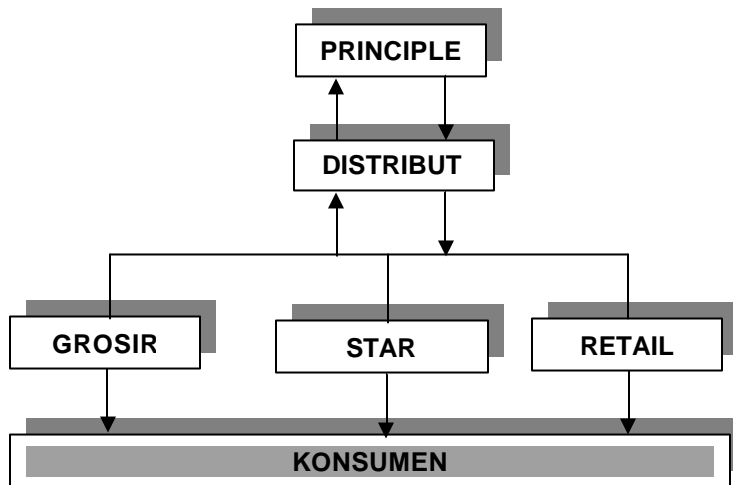 PRINCIPLE
DISTRIBUT
GROSIR
STAR
RETAIL
KONSUMEN